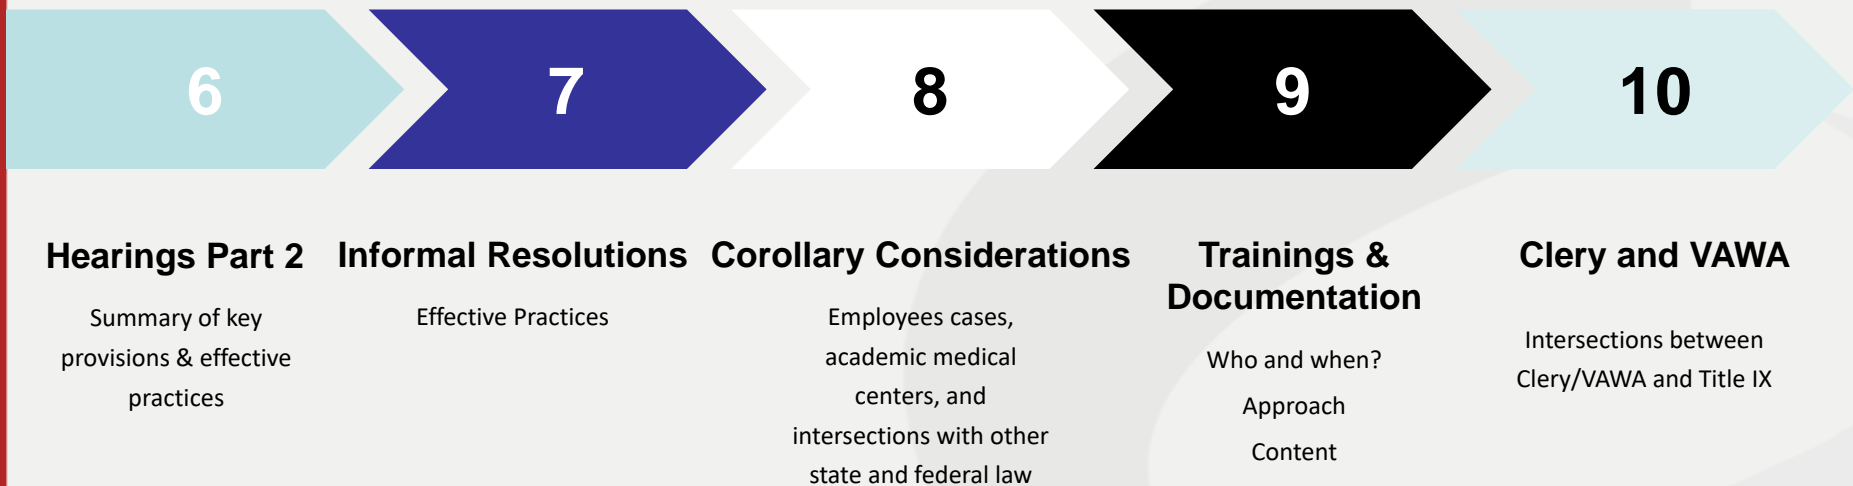 6
7
8
9
10
Hearings Part 2
Summary of key
provisions & effective
practices
Informal Resolutions
Effective Practices
Corollary Considerations
Employees cases,
academic medical
centers, and
intersections with other
state and federal law
Trainings &
Documentation
Who and when?
Approach
Content
Clery and VAWA
Intersections between
Clery/VAWA and Title IX